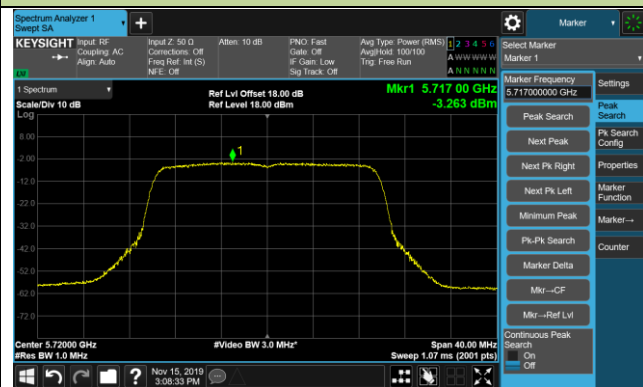 Spectrum Analyzer 1
Swept SA
+
Marker
KEYSIGHT
Input: RF
Coupling: AC
Align: Auto
Input Z: 50 Ω
Corrections: Off
Freq Ref: Int (S)
NFE: Off
Atten: 10 dB
PNO: Fast
Gate: Off
IF Gain: Low
Sig Track: Off
Avg Type: Power (RMS)
Avg|Hold: 100/100
Trig: Free Run
1 2 3 4 5 6
A W W W W W
A N N N N N
LXI
Select Marker
Marker 1
1 Spectrum
Scale/Div 10 dB
Log
Ref Lvl Offset 18.00 dB
Ref Level 18.00 dBm
Mkr1 5.717 00 GHz
-3.263 dBm
8.00
-2.00
-12.0
-22.0
-32.0
-42.0
-52.0
-62.0
-72.0
1
Center 5.72000 GHz
#Res BW 1.0 MHz
#Video BW 3.0 MHz*
Span 40.00 MHz
Sweep 1.07 ms (2001 pts)
Marker Frequency
5.717000000 GHz
Peak Search
Next Peak
Next Pk Right
Next Pk Left
Minimum Peak
Pk-Pk Search
Marker Delta
Mkr→CF
Mkr→Ref Lvl
Continuous Peak
Search
On
Off
Settings
Peak
Search
Pk Search
Config
Properties
Marker
Function
Marker→
Counter
?
Nov 15, 2019
3:08:33 PM